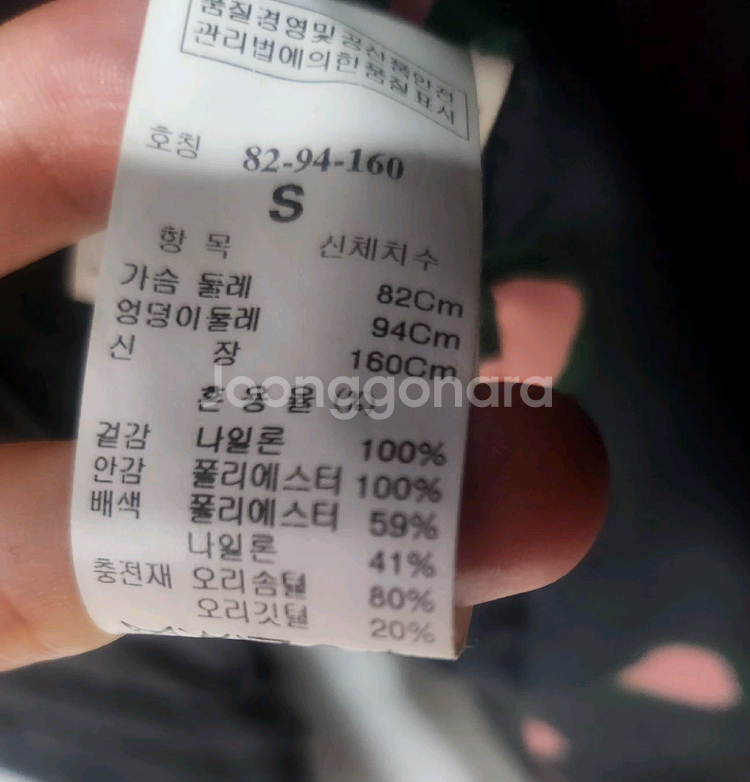 품질경영및 공산품안전
관리법에의한 품질표시
호칭 82-94-160
S
항 목 신체치수
가슴 둘레 82Cm
엉덩이둘레 94Cm
신 장 160Cm
loonggonara
혼 용 율 (%)
겉감 나일론 100%
안감 폴리에스터 100%
배색 폴리에스터 59%
나일론 41%
충전재 오리솜털 80%
오리깃털 20%